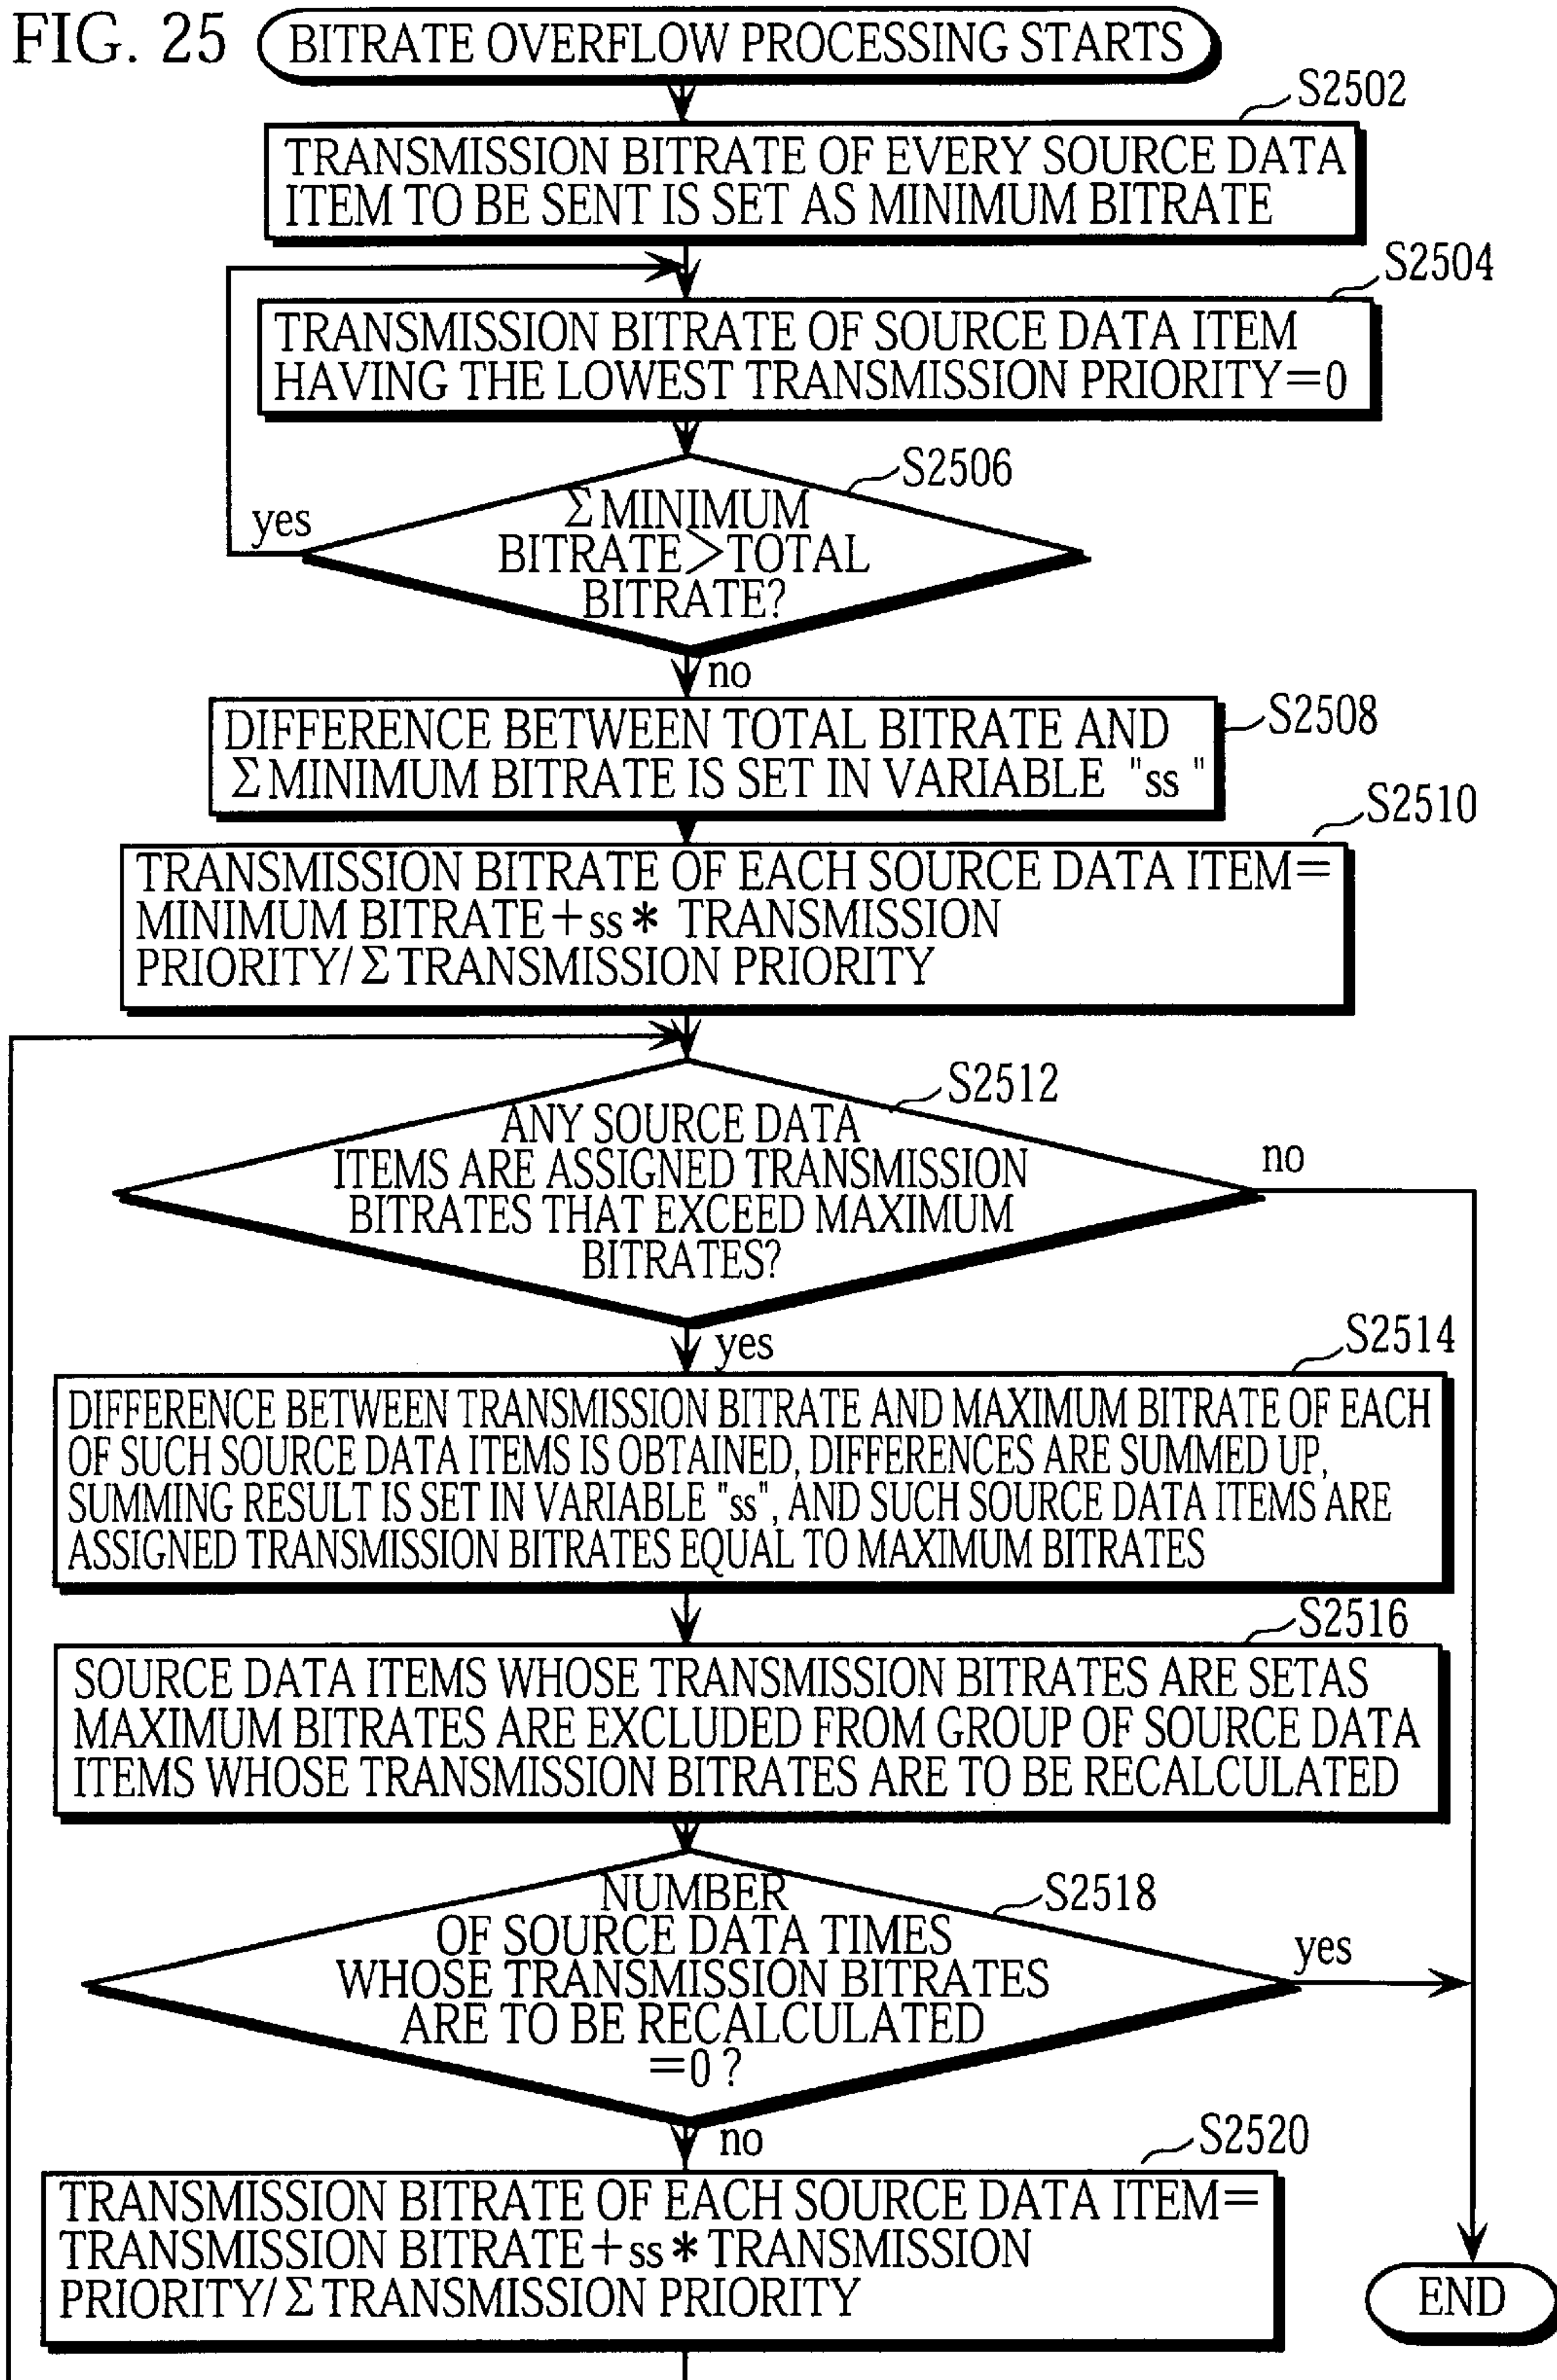 FIG. 25
BITRATE OVERFLOW PROCESSING STARTS
S2502
TRANSMISSION BITRATE OF EVERY SOURCE DATA
ITEM TO BE SENT IS SET AS MINIMUM BITRATE
S2504
TRANSMISSION BITRATE OF SOURCE DATA ITEM
HAVING THE LOWEST TRANSMISSION PRIORITY=0
S2506
yes
Σ MINIMUM
BITRATE>TOTAL
BITRATE?
no
S2508
DIFFERENCE BETWEEN TOTAL BITRATE AND
Σ MINIMUM BITRATE IS SET IN VARIABLE "ss "
S2510
TRANSMISSION BITRATE OF EACH SOURCE DATA ITEM=
MINIMUM BITRATE+ss* TRANSMISSION
PRIORITY/Σ TRANSMISSION PRIORITY
S2512
ANY SOURCE DATA
ITEMS ARE ASSIGNED TRANSMISSION
BITRATES THAT EXCEED MAXIMUM
BITRATES?
no
yes
S2514
DIFFERENCE BETWEEN TRANSMISSION BITRATE AND MAXIMUM BITRATE OF EACH
OF SUCH SOURCE DATA ITEMS IS OBTAINED, DIFFERENCES ARE SUMMED UP,
SUMMING RESULT IS SET IN VARIABLE "ss", AND SUCH SOURCE DATA ITEMS ARE
ASSIGNED TRANSMISSION BITRATES EQUAL TO MAXIMUM BITRATES
S2516
SOURCE DATA ITEMS WHOSE TRANSMISSION BITRATES ARE SETAS
MAXIMUM BITRATES ARE EXCLUDED FROM GROUP OF SOURCE DATA
ITEMS WHOSE TRANSMISSION BITRATES ARE TO BE RECALCULATED
S2518
NUMBER
OF SOURCE DATA TIMES
WHOSE TRANSMISSION BITRATES
ARE TO BE RECALCULATED
=0?
yes
no
S2520
TRANSMISSION BITRATE OF EACH SOURCE DATA ITEM=
TRANSMISSION BITRATE+ss*TRANSMISSION
PRIORITY/Σ TRANSMISSION PRIORITY
END